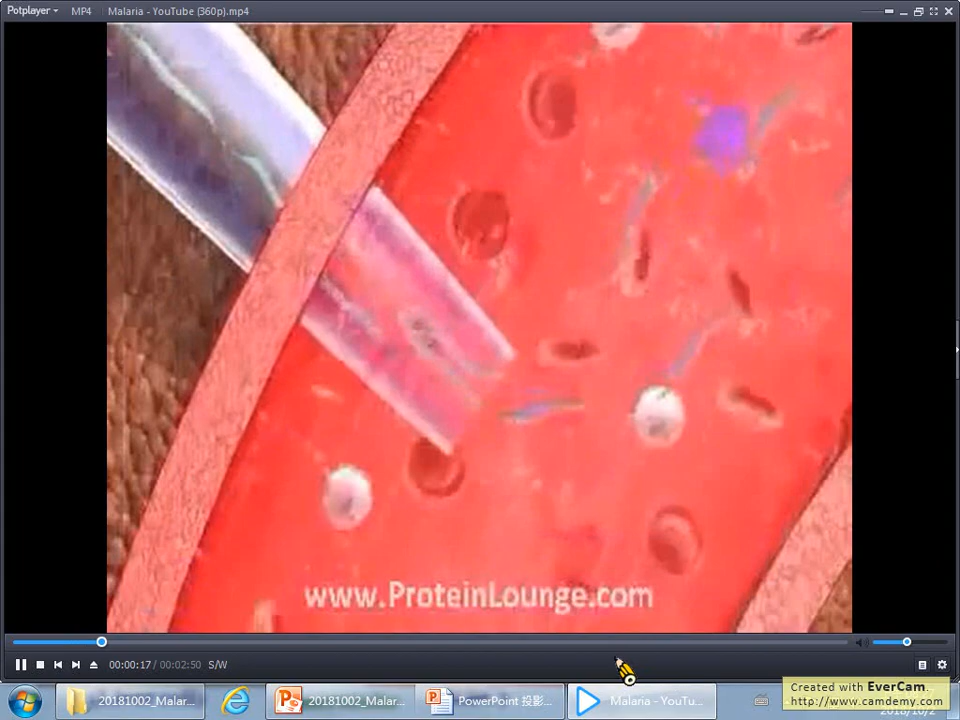 Potplayer MP4 Malaria - YouTube (360p).mp4
www.ProteinLounge.com
00:00:17 / 00:02:50 S/W
20181002_Malar...
20181002_Malar...
PowerPoint 投影...
Malaria - YouTu...
Created with EverCam.
http://www.camdemy.com